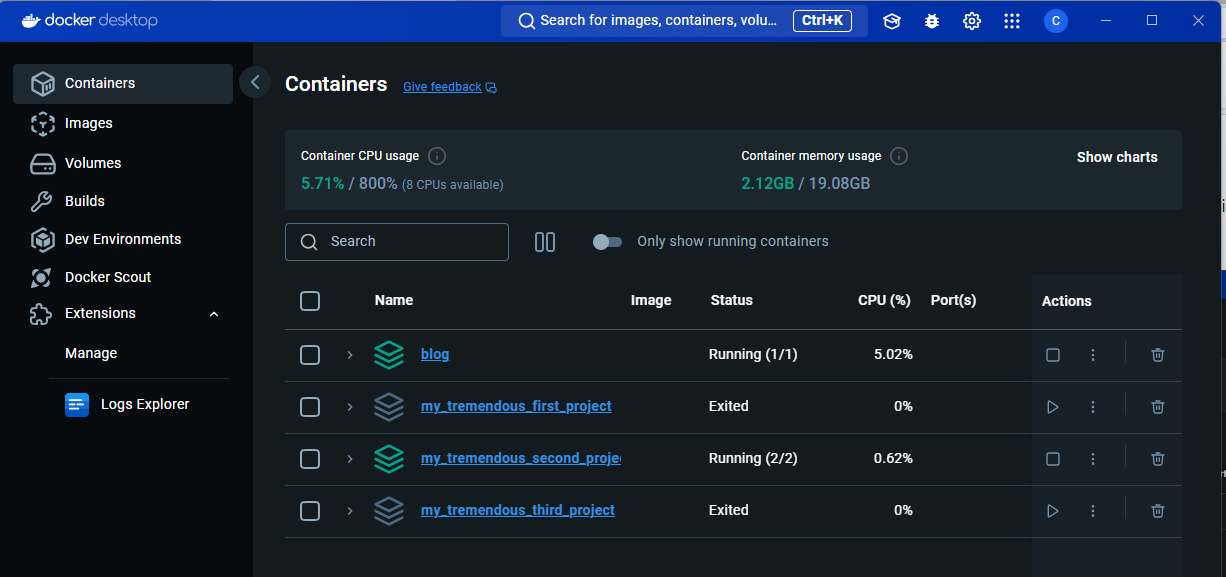 docker desktop
Search for images, containers, volu... Ctrl+K
C
Containers
Images
Volumes
Builds
Dev Environments
Docker Scout
Extensions
Manage
Logs Explorer
Containers Give feedback
Container CPU usage
5.71% / 800% (8 CPUs available)
Container memory usage
2.12GB / 19.08GB
Show charts
Search
Only show running containers
Name Image Status CPU (%) Port(s) Actions
blog Running (1/1) 5.02%
my_tremendous_first_project Exited 0%
my_tremendous_second_proje Running (2/2) 0.62%
my_tremendous_third_project Exited 0%